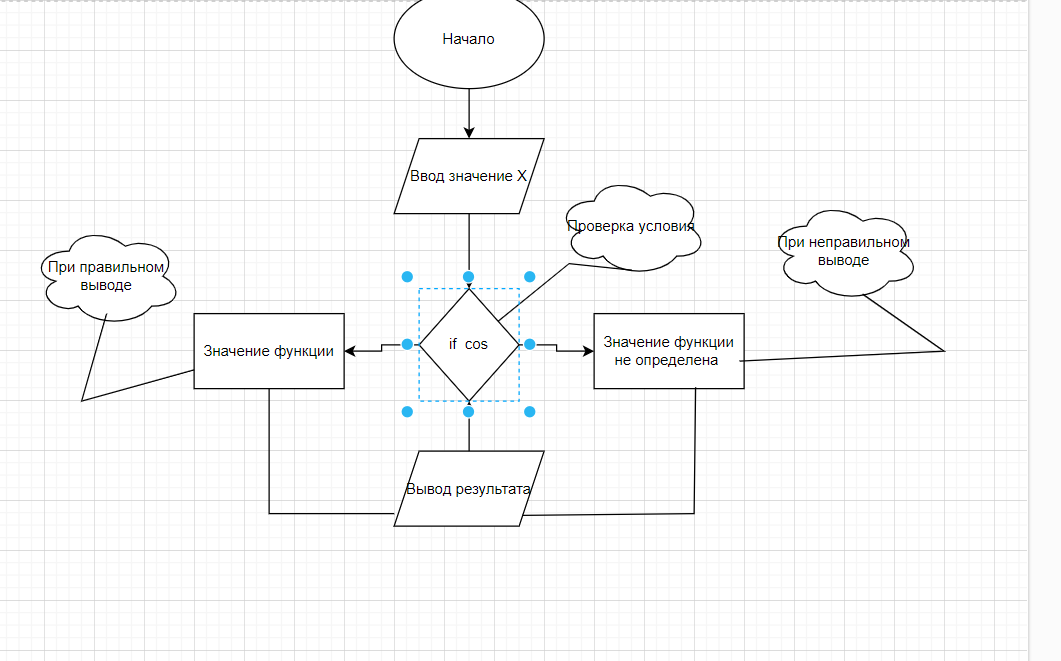 Начало
Ввод значение X
Проверка условия
При неправильном
выводе
При правильном
выводе
Значение функции
if cos
Значение функции
не определена
Вывод результата